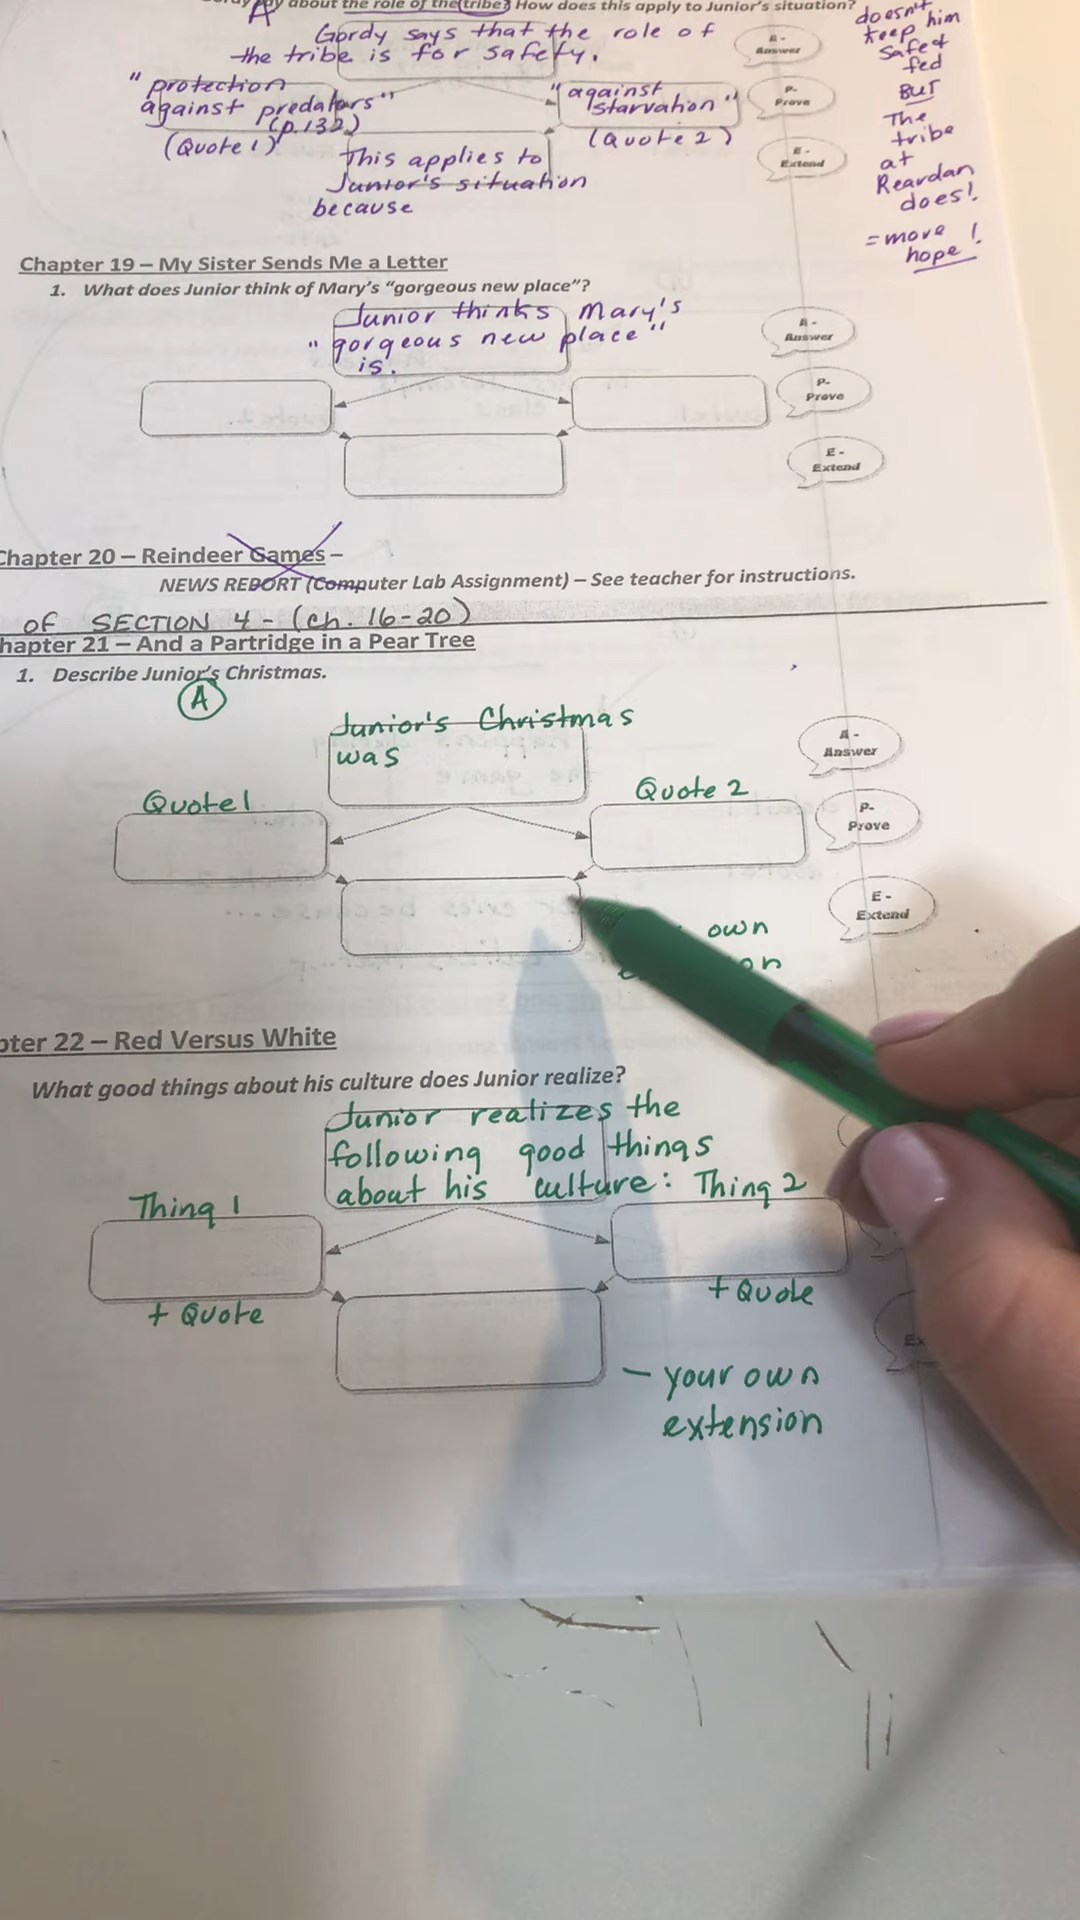 about the role of the tribe? How does this apply to Junior's situation?
A
Gordy says that the role of
the tribe is for safety.
"protection
against predators"
(p.132)
(Quote 1)
"against
starvation"
(Quote 2)
This applies to
Junior's situation
because
A -
Answer
P-
Prove
E -
Extend
doesn't
keep him
safe &
fed
BUT
The
tribe
at
Reardan
does!
= move !
hope!
Chapter 19 – My Sister Sends Me a Letter
1. What does Junior think of Mary's "gorgeous new place"?
Junior thinks Mary's
"gorgeous new place"
is.
A -
Answer
P-
Prove
E -
Extend
Chapter 20 – Reindeer Games –
NEWS REPORT (Computer Lab Assignment) – See teacher for instructions.
of SECTION 4 - (ch. 16-20)
hapter 21 – And a Partridge in a Pear Tree
1. Describe Junior's Christmas.
A
Junior's Christmas
was
Quote 1
Quote 2
A -
Answer
P-
Prove
E -
Extend
own
pter 22 – Red Versus White
What good things about his culture does Junior realize?
Junior realizes the
following good things
about his culture: Thing 2
Thing 1
+ Quote
+ Quote
– your own
extension